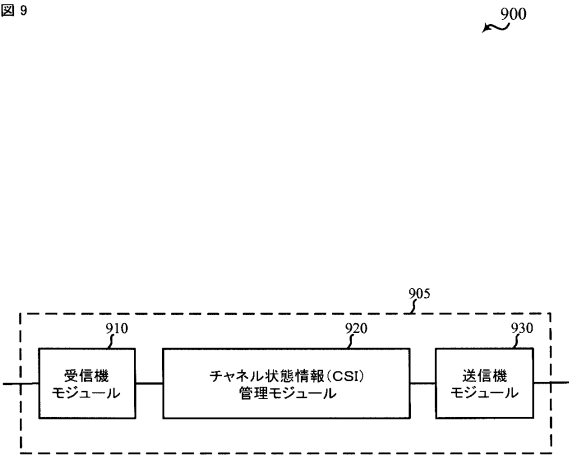 図 9
900
905
910
920
930
受信機
モジュール
チャネル状態情報(CSI)
管理モジュール
送信機
モジュール